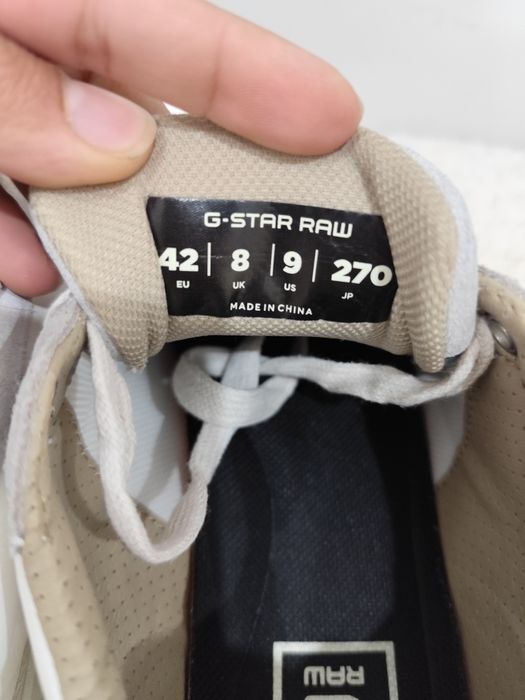 G-STAR RAW
42 | 8 | 9 | 270
EU UK US JP
MADE IN CHINA
RAW